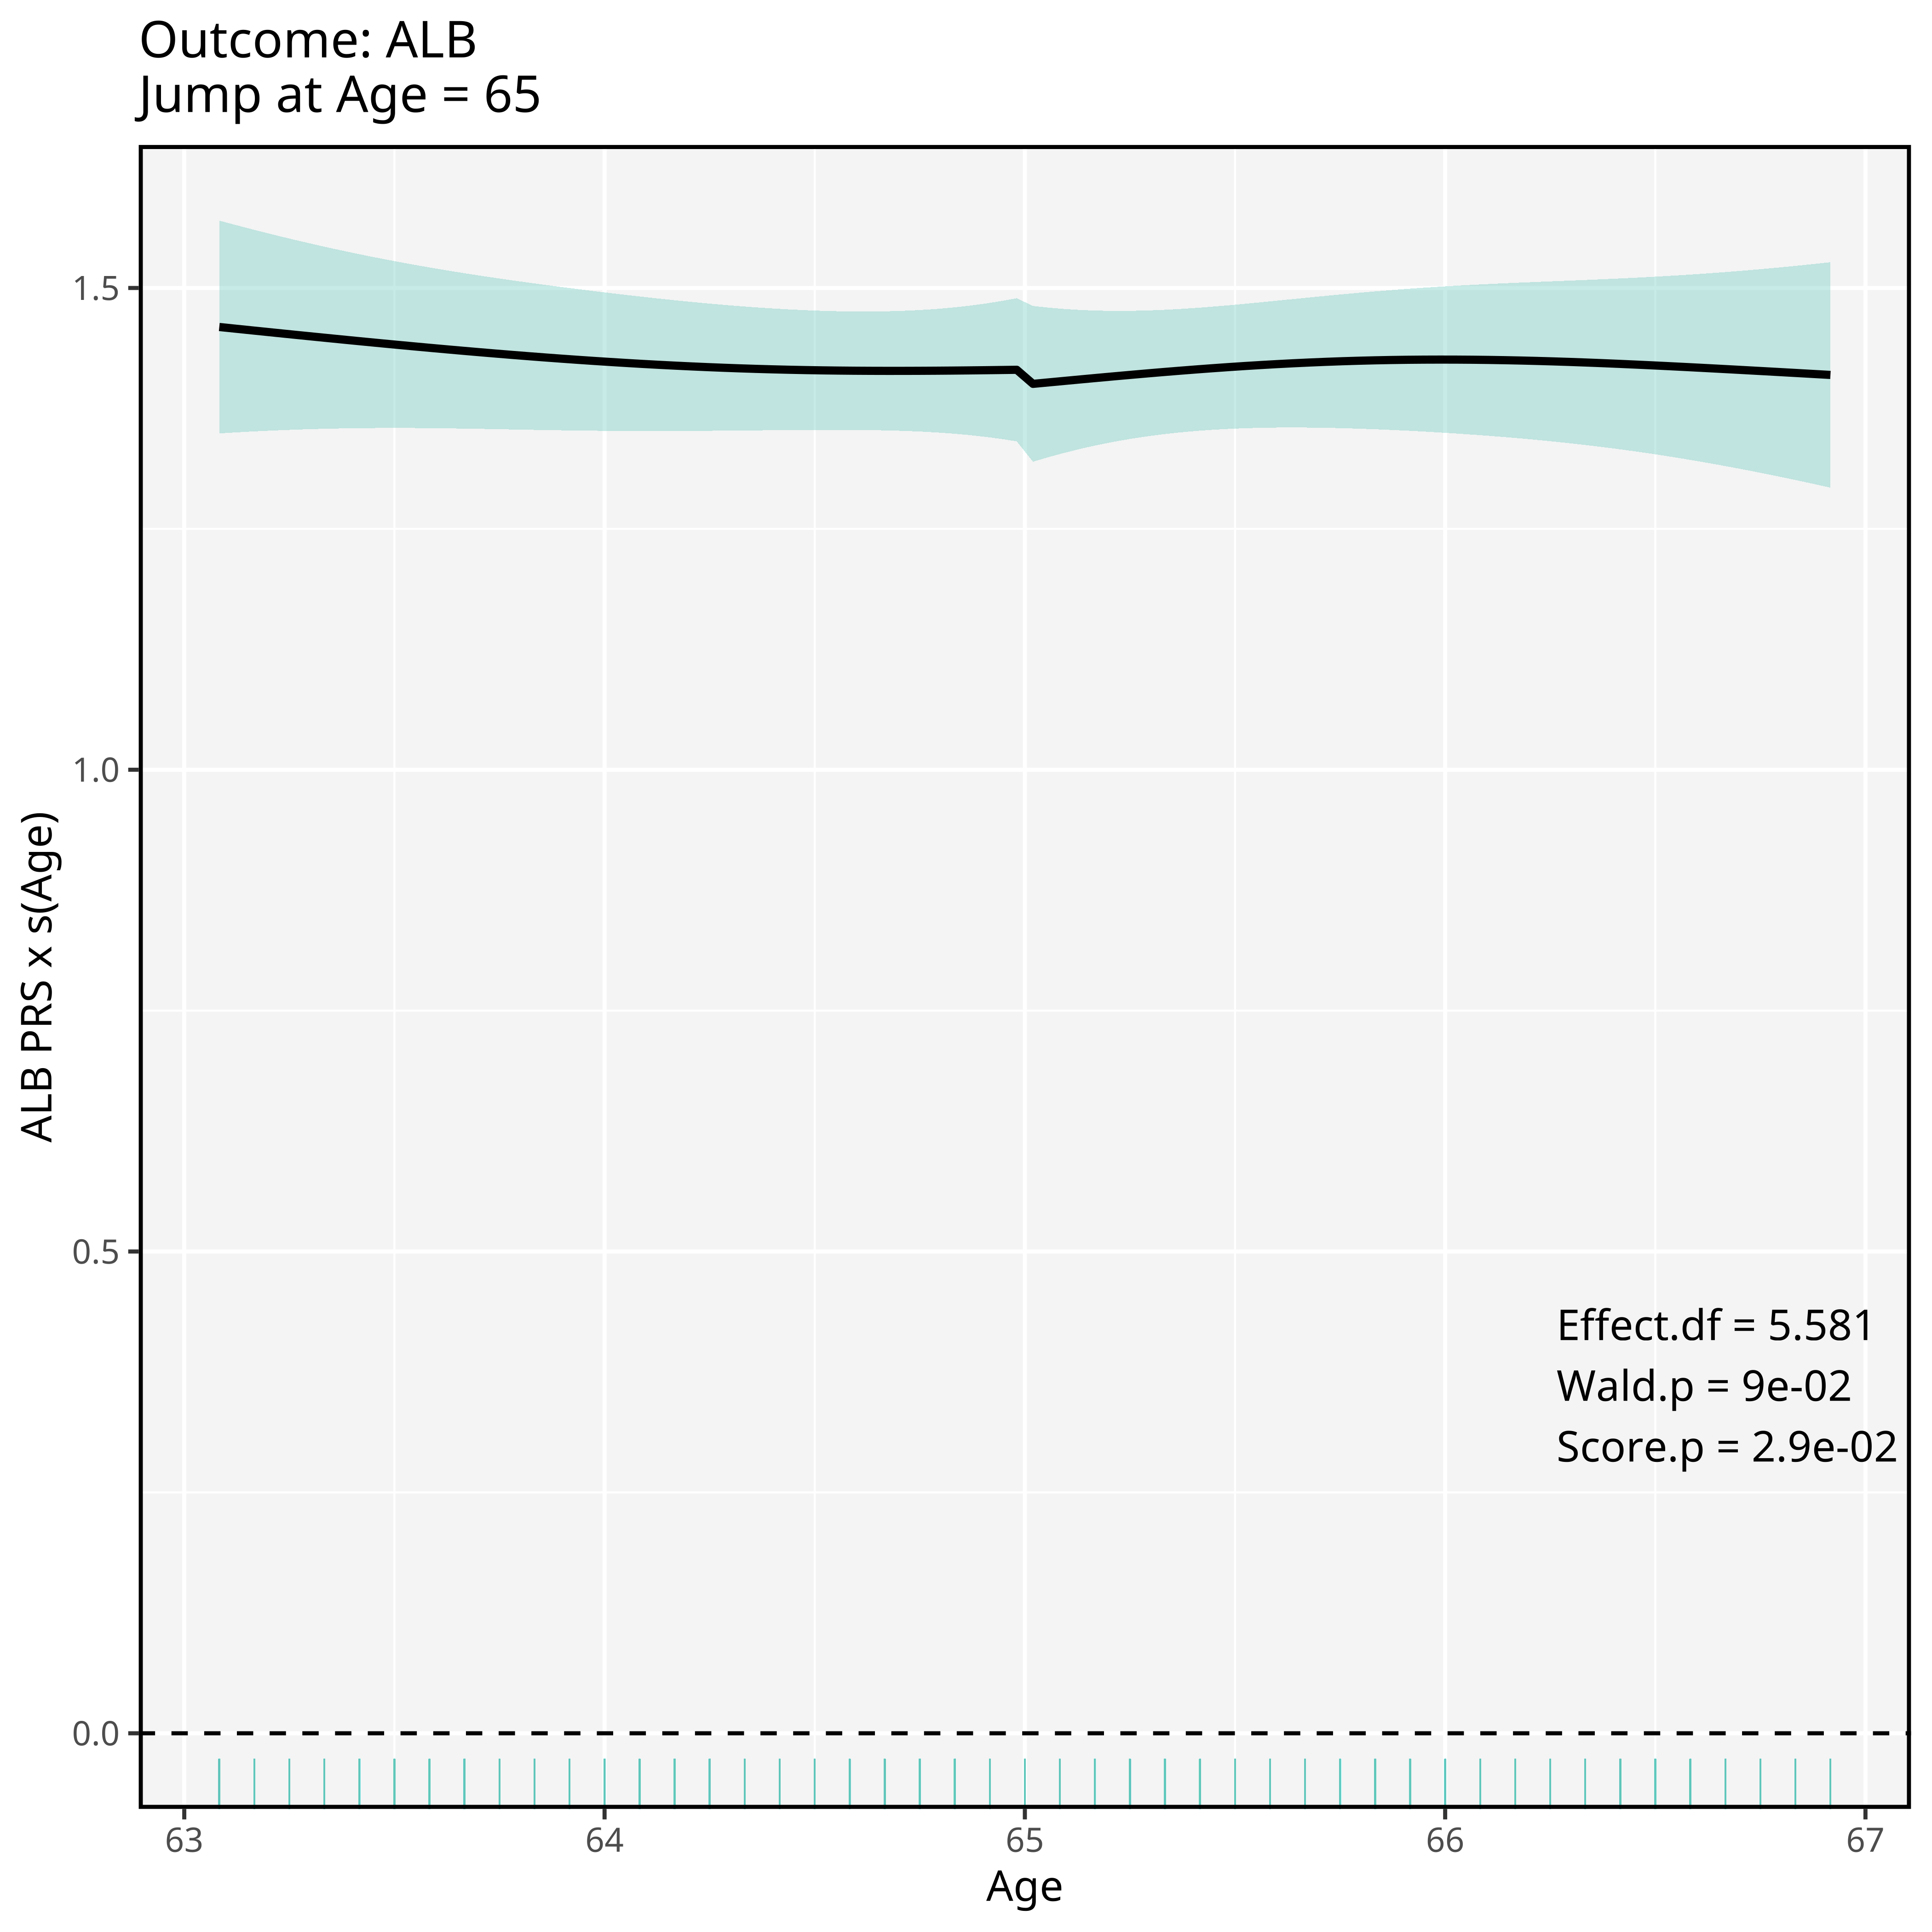 Outcome: ALB
Jump at Age = 65
ALB PRS x s(Age)
1.5
1.0
0.5
0.0
Effect.df = 5.581
Wald.p = 9e-02
Score.p = 2.9e-02
63 64 65 66 67
Age